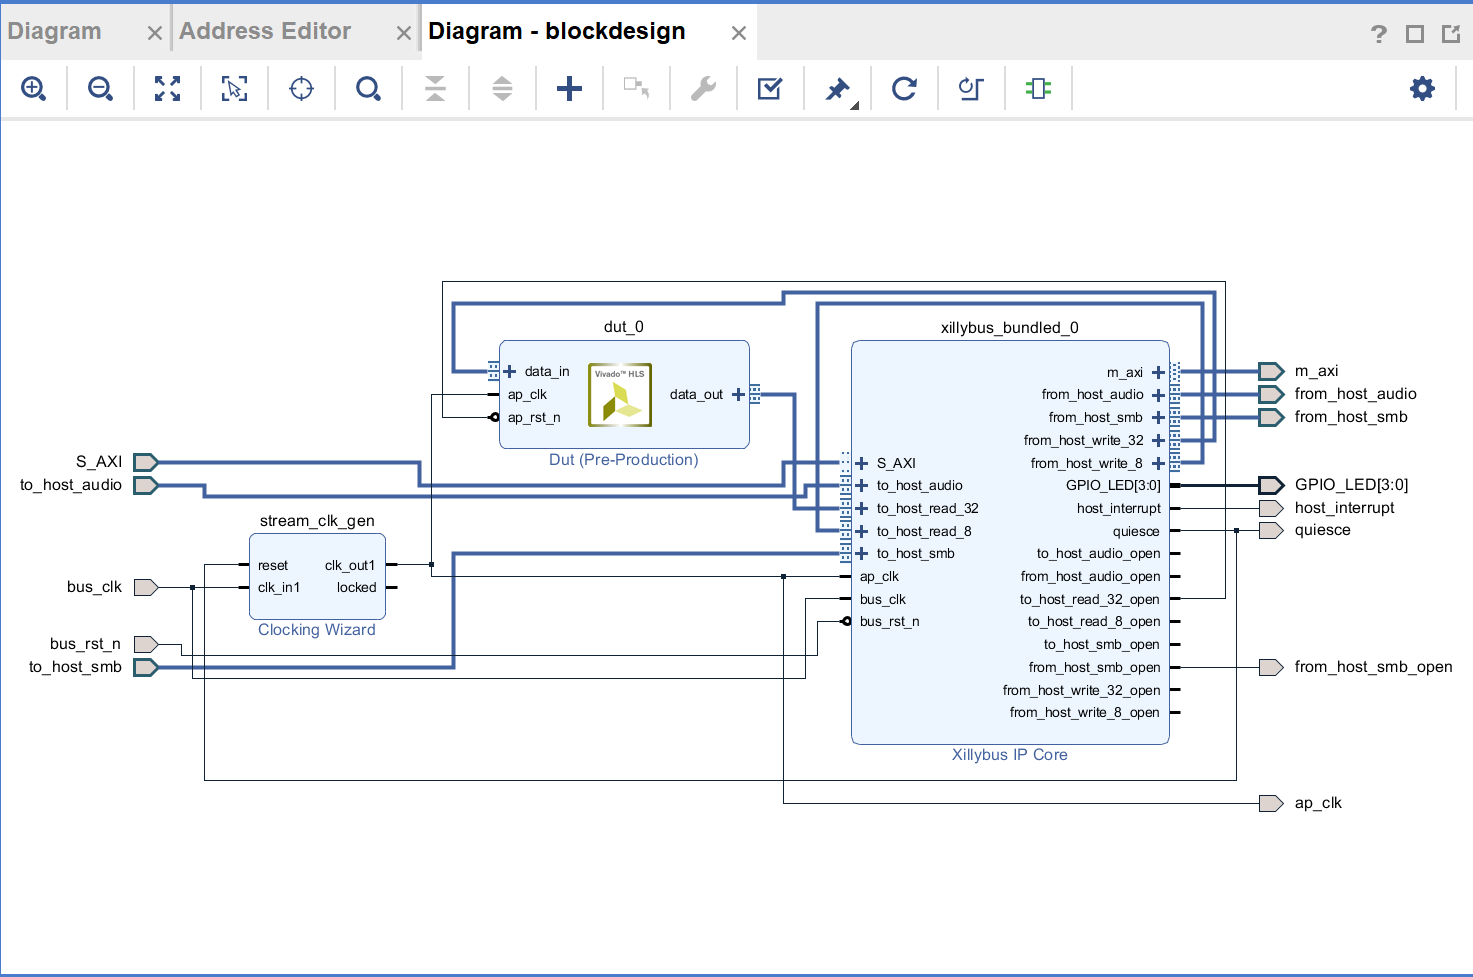 Diagram
Address Editor
Diagram - blockdesign
?
dut_0
data_in
ap_clk
ap_rst_n
Vivado™ HLS
data_out
Dut (Pre-Production)
xillybus_bundled_0
S_AXI
to_host_audio
to_host_read_32
to_host_read_8
to_host_smb
ap_clk
bus_clk
bus_rst_n
m_axi
from_host_audio
from_host_smb
from_host_write_32
from_host_write_8
GPIO_LED[3:0]
host_interrupt
quiesce
to_host_audio_open
from_host_audio_open
to_host_read_32_open
to_host_read_8_open
to_host_smb_open
from_host_smb_open
from_host_write_32_open
from_host_write_8_open
Xillybus IP Core
S_AXI
to_host_audio
stream_clk_gen
reset
clk_in1
clk_out1
locked
Clocking Wizard
bus_clk
bus_rst_n
to_host_smb
m_axi
from_host_audio
from_host_smb
GPIO_LED[3:0]
host_interrupt
quiesce
from_host_smb_open
ap_clk